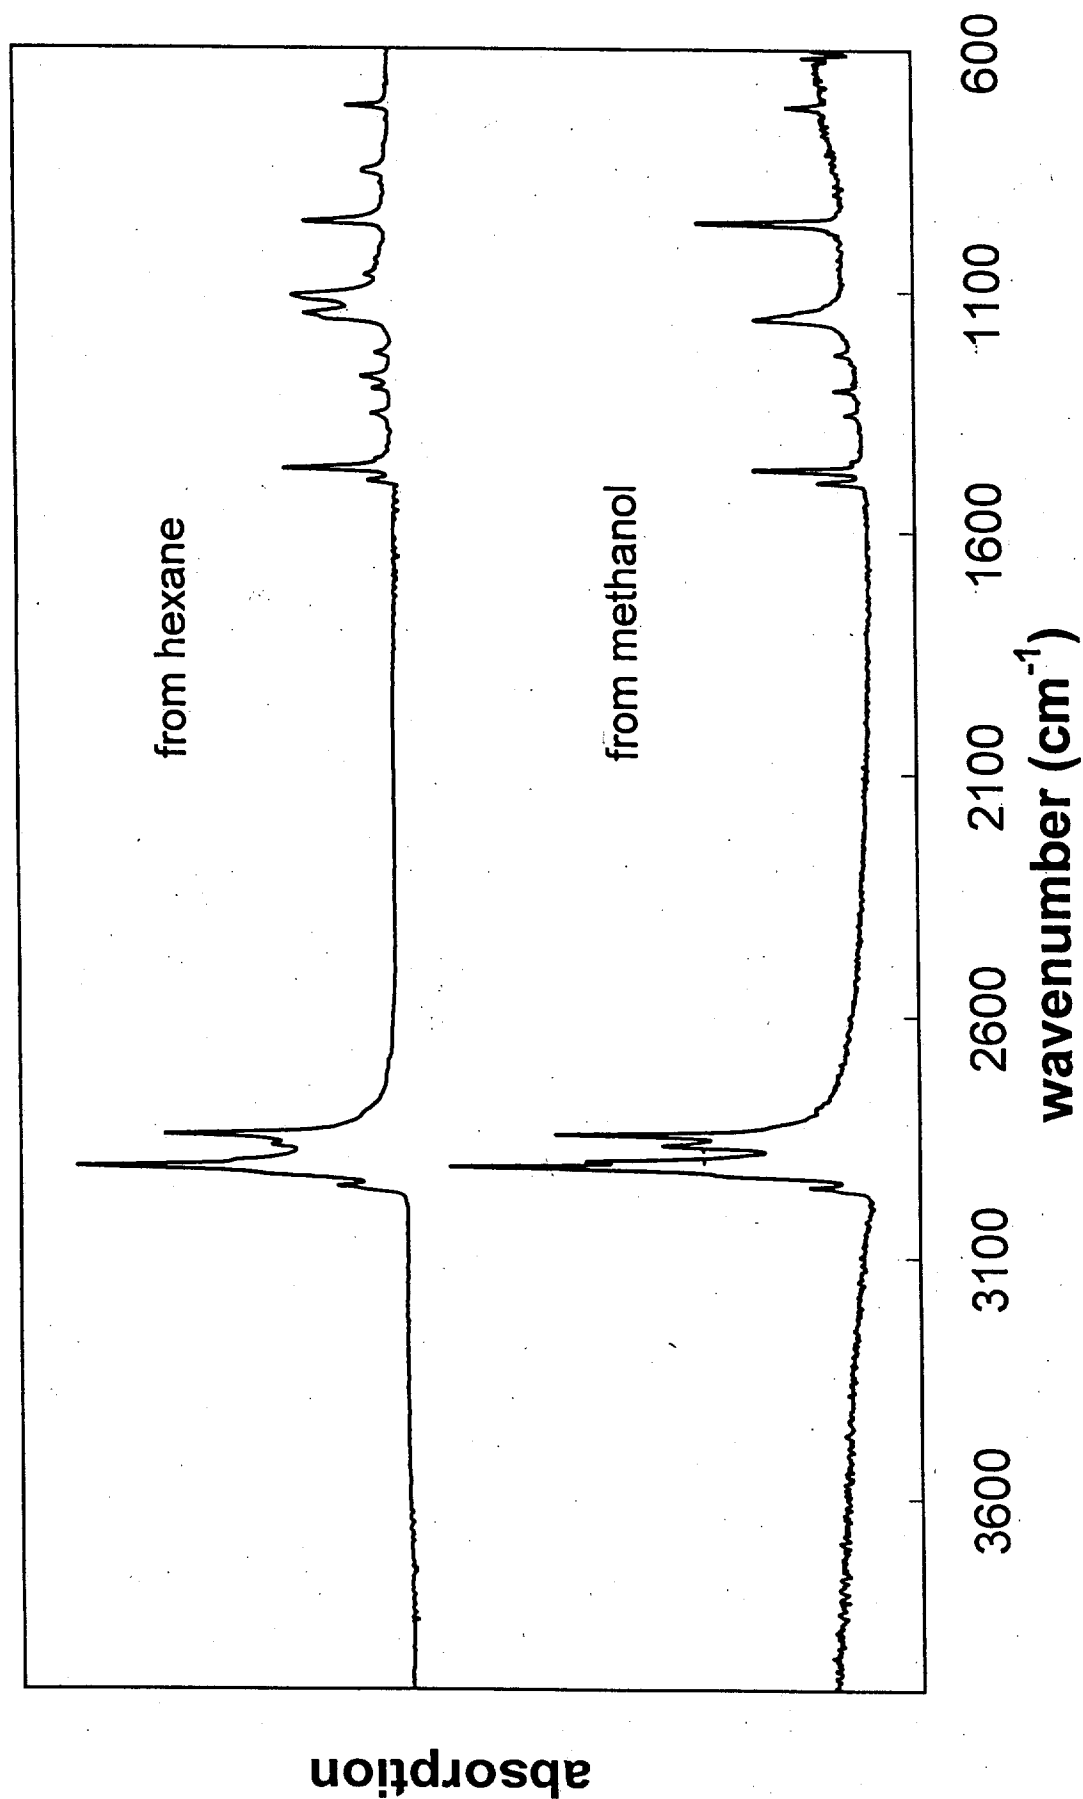 absorption
from hexane
from methanol
3600 3100 2600 2100 1600 1100 600
wavenumber (cm⁻¹)